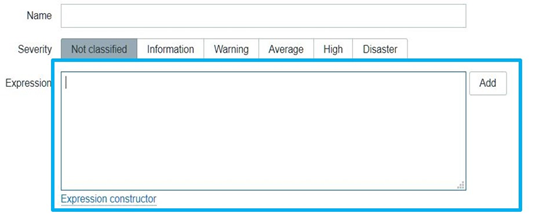 Name
Severity Not classified Information Warning Average High Disaster
Expression Add
Expression constructor